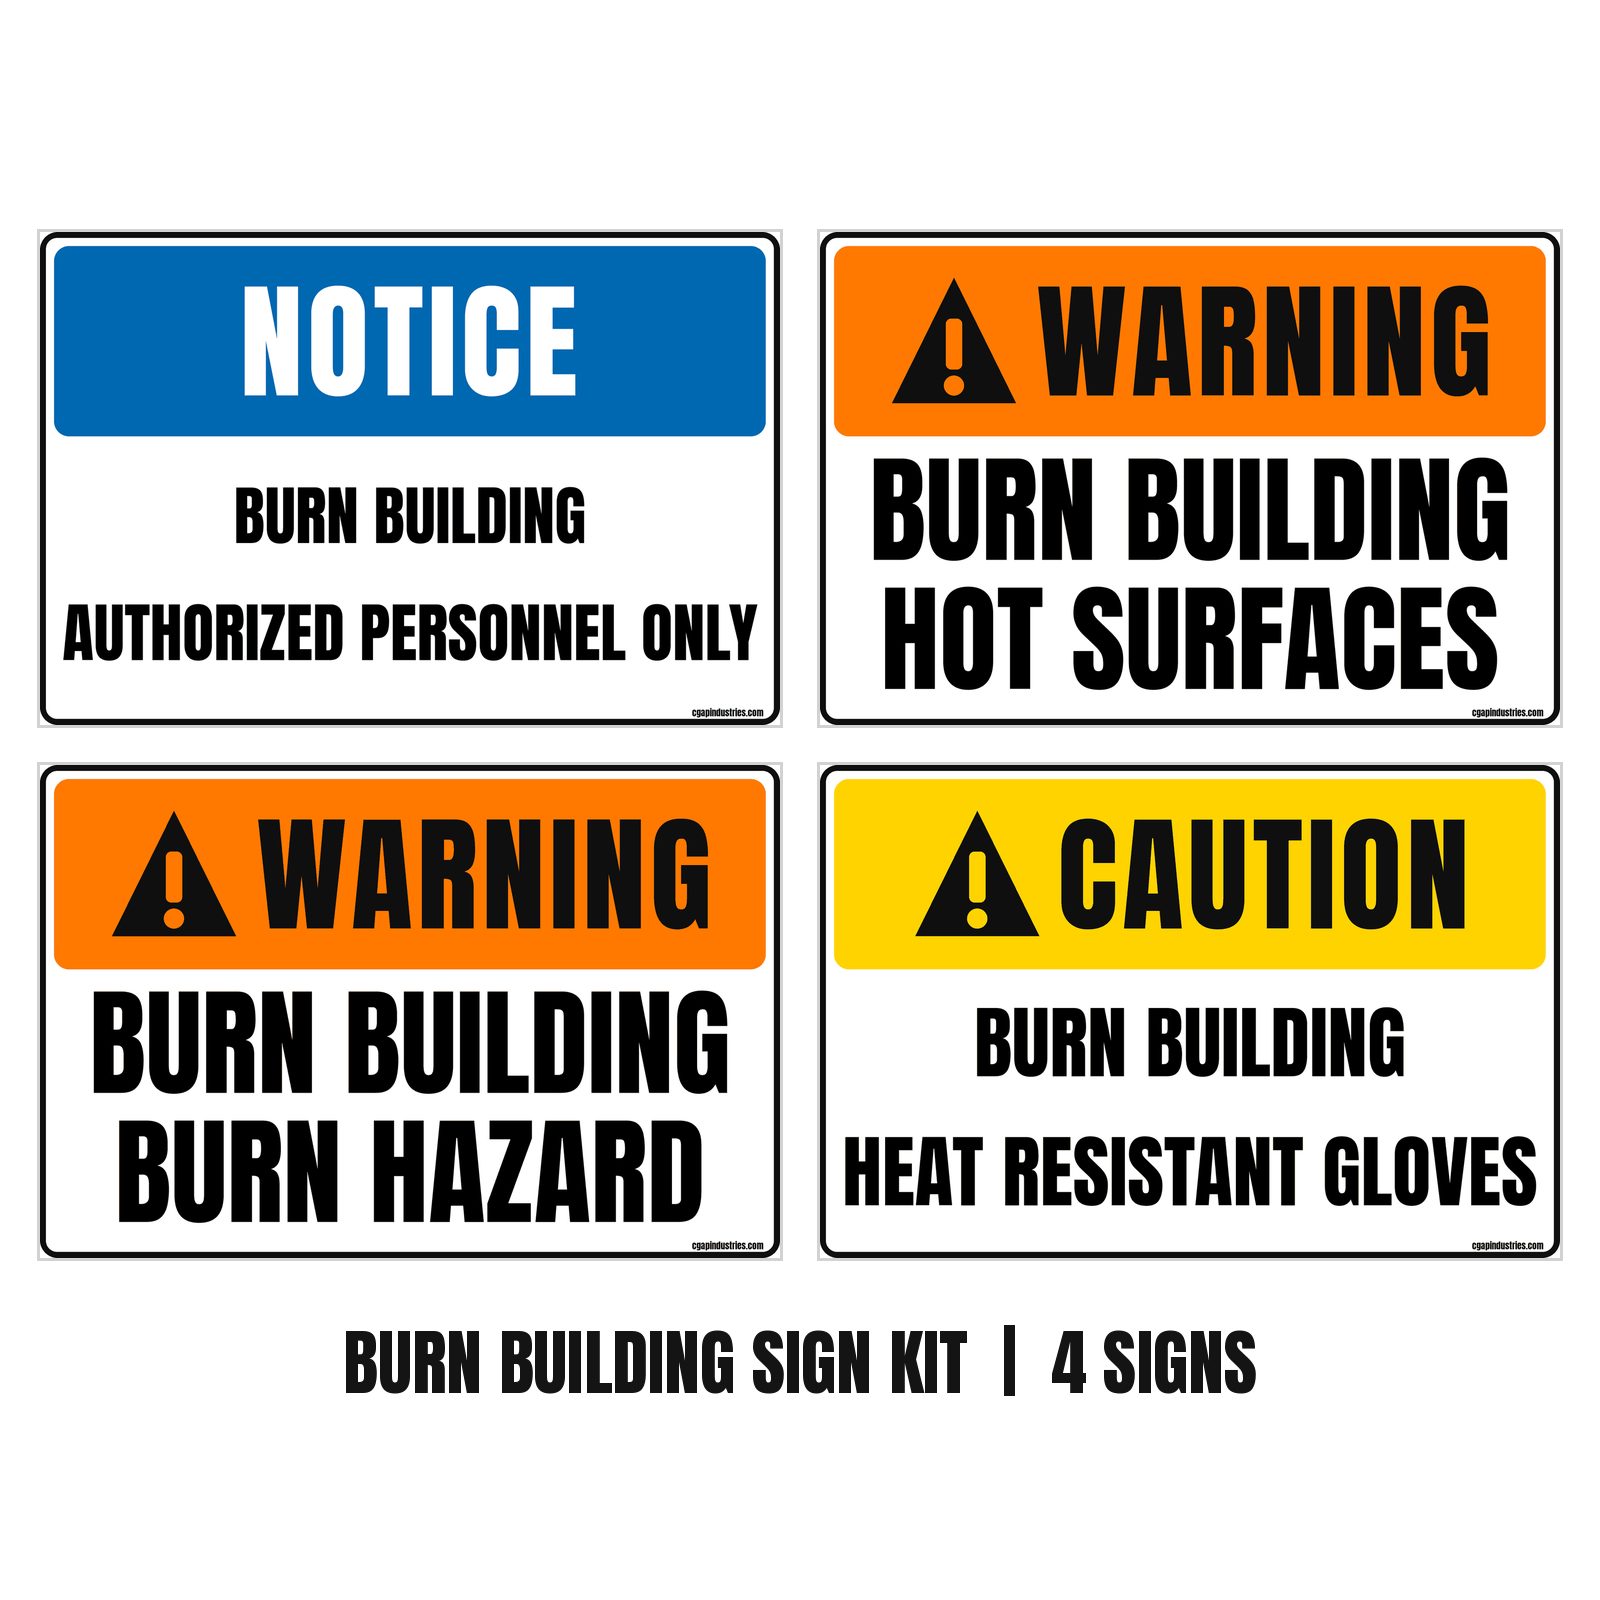 NOTICE
BURN BUILDING
AUTHORIZED PERSONNEL ONLY
cgapindustries.com
WARNING
BURN BUILDING
HOT SURFACES
cgapindustries.com
WARNING
BURN BUILDING
BURN HAZARD
cgapindustries.com
CAUTION
BURN BUILDING
HEAT RESISTANT GLOVES
cgapindustries.com
BURN BUILDING SIGN KIT | 4 SIGNS